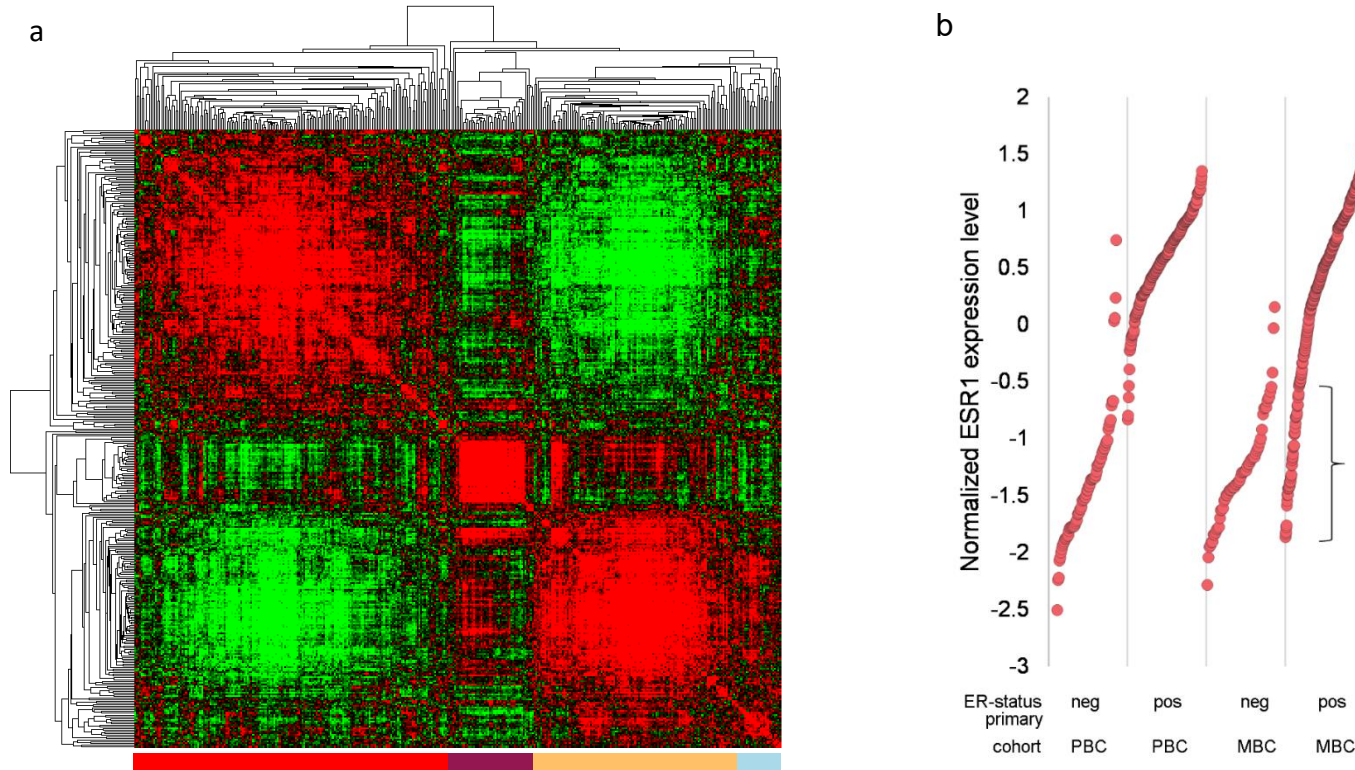 a
b
Normalized ESR1 expression level
2
1.5
1
0.5
0
-0.5
-1
-1.5
-2
-2.5
-3
ER-status primary neg pos neg pos
cohort PBC PBC MBC MBC